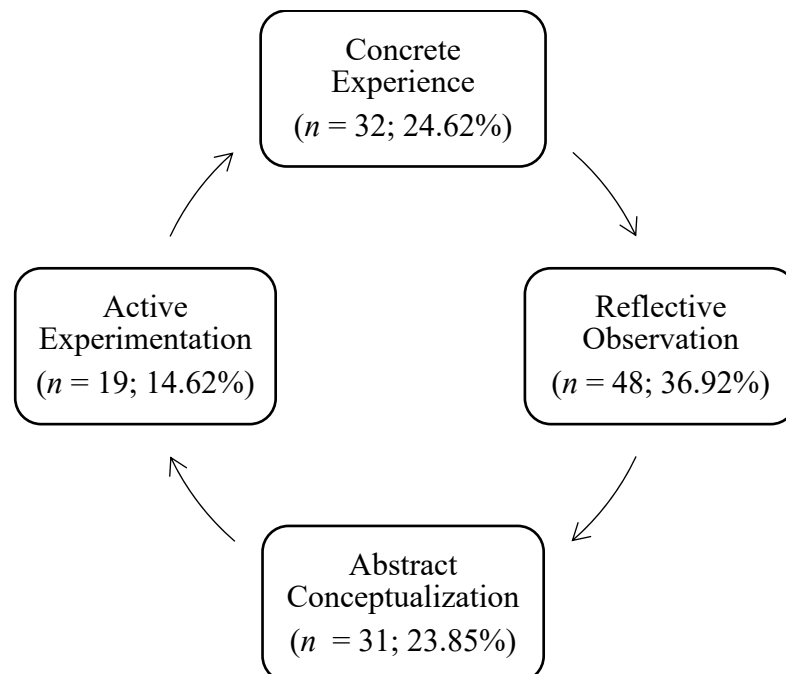 Concrete
Experience
(n = 32; 24.62%)
Active
Experimentation
(n = 19; 14.62%)
Reflective
Observation
(n = 48; 36.92%)
Abstract
Conceptualization
(n = 31; 23.85%)